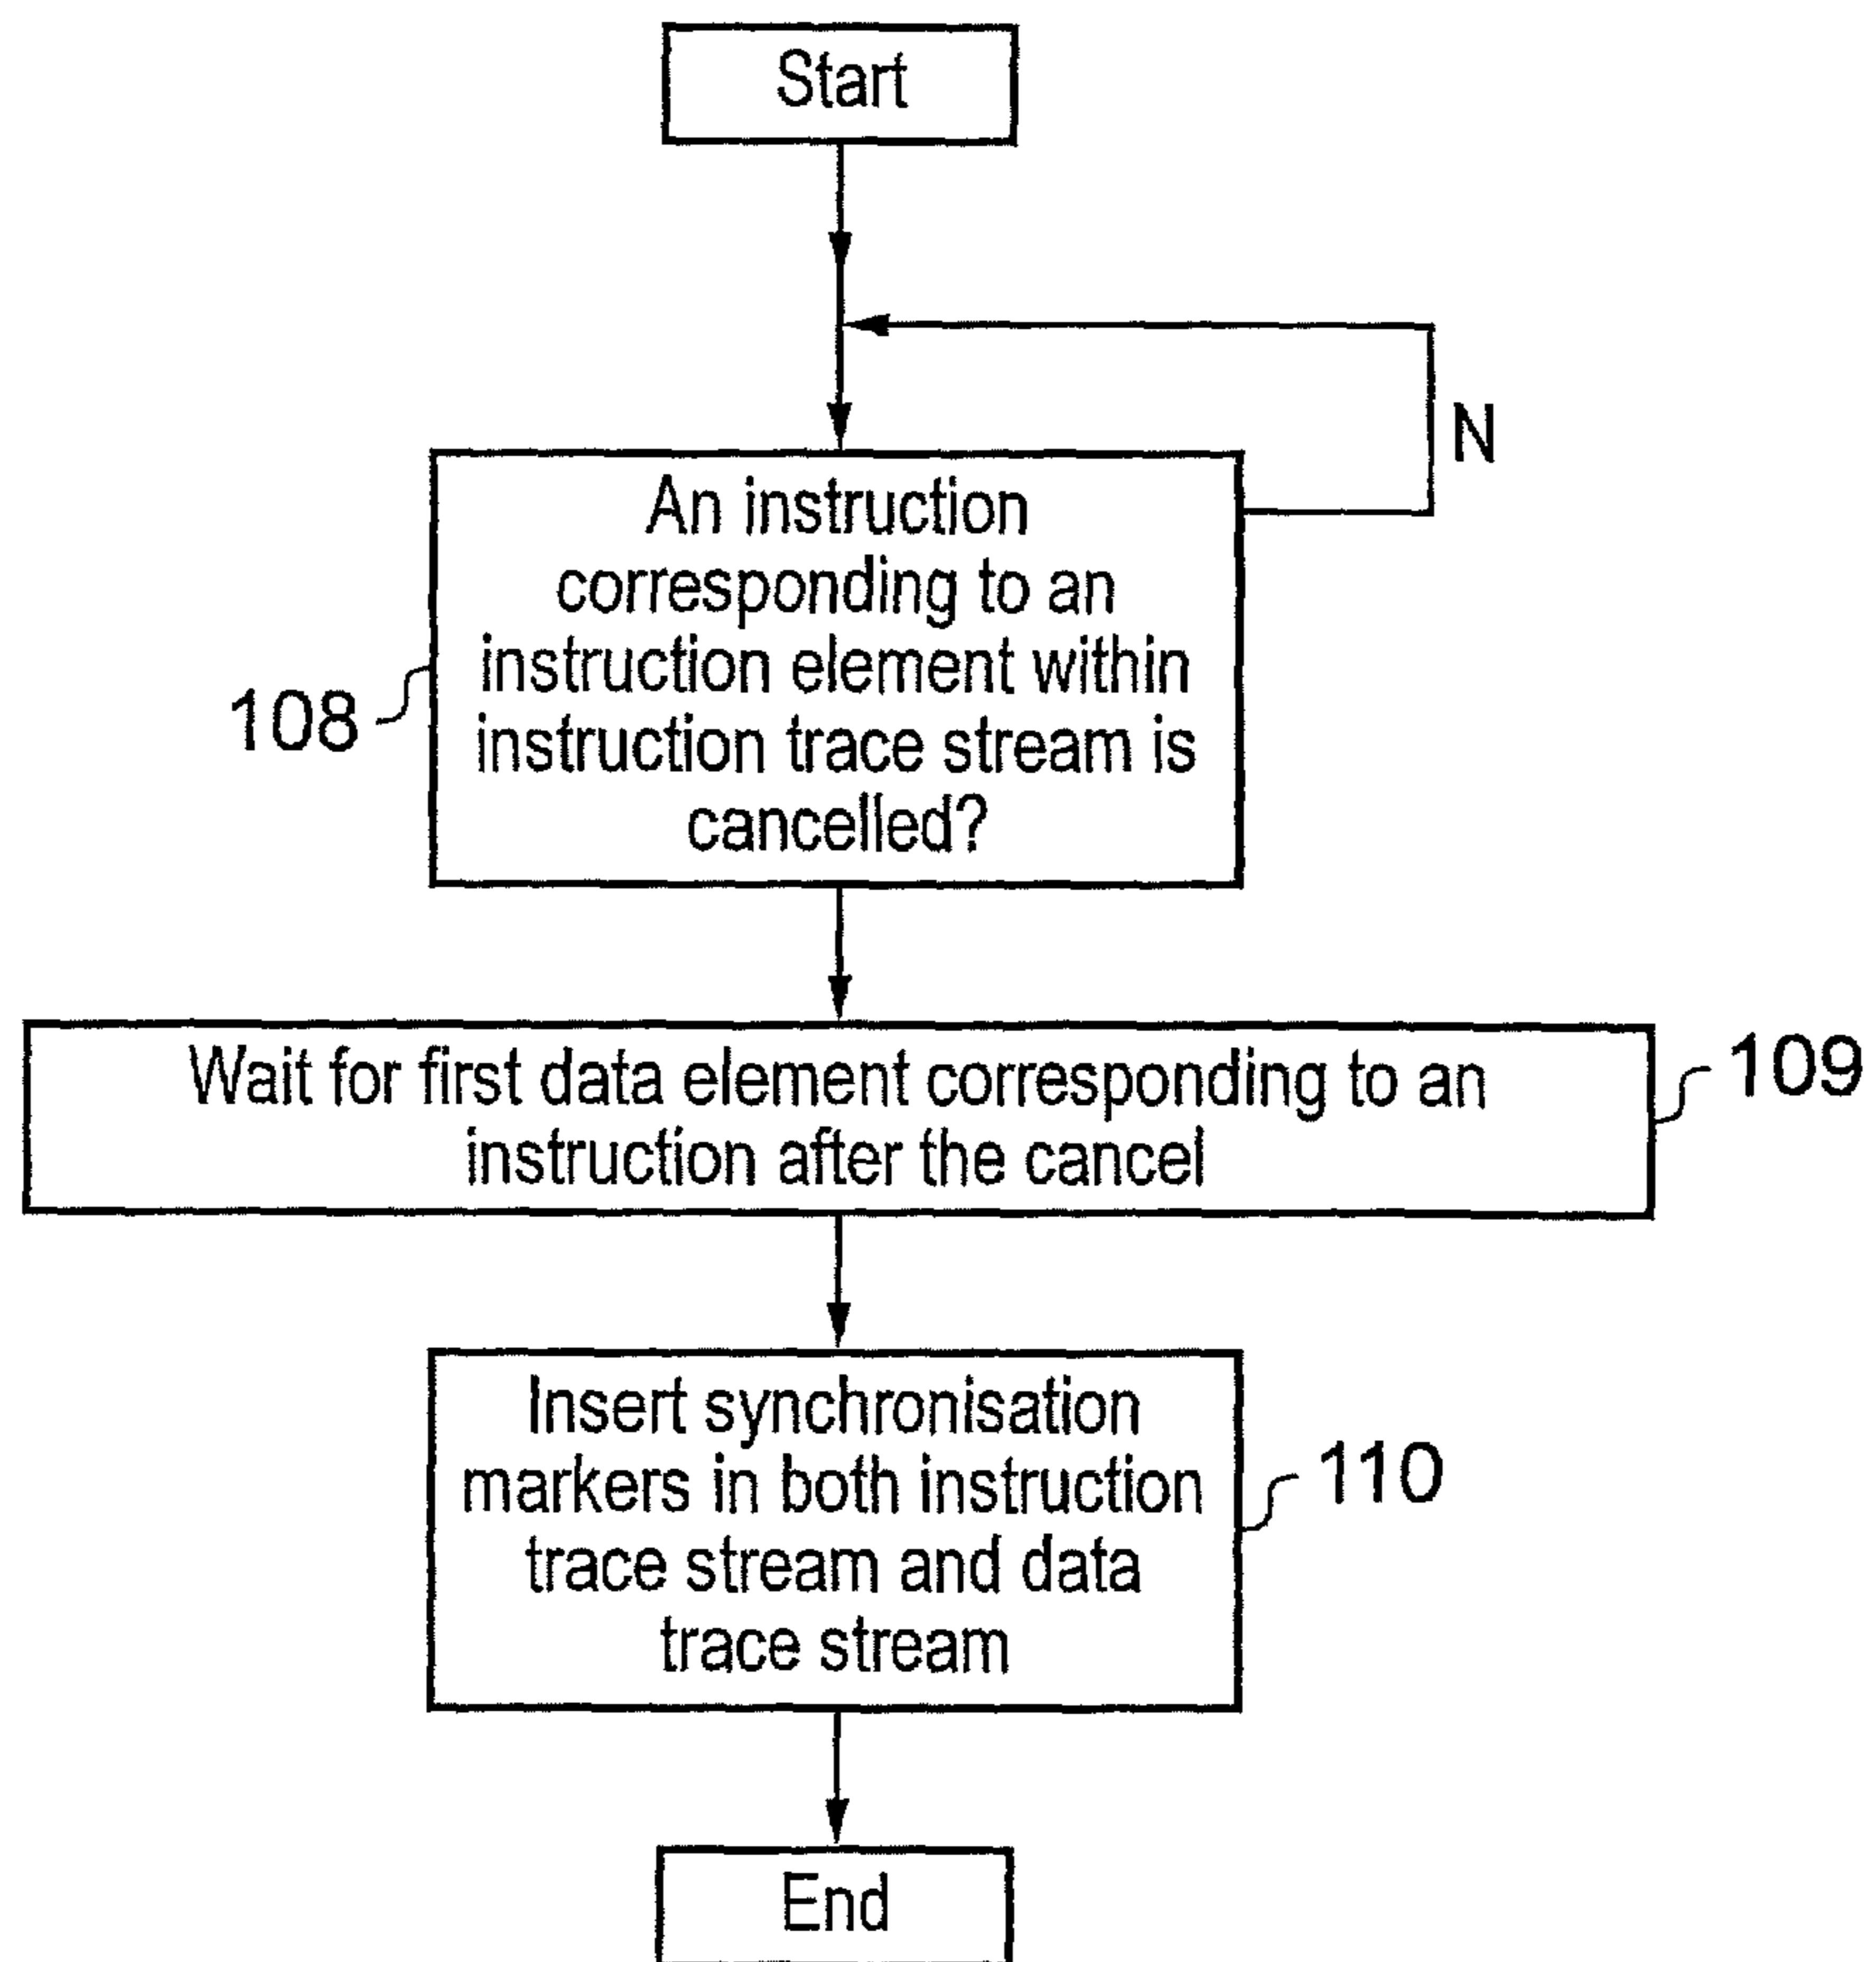 Start
N
An instruction
corresponding to an
instruction element within
instruction trace stream is
cancelled?
108
Wait for first data element corresponding to an
instruction after the cancel
109
Insert synchronisation
markers in both instruction
trace stream and data
trace stream
110
End